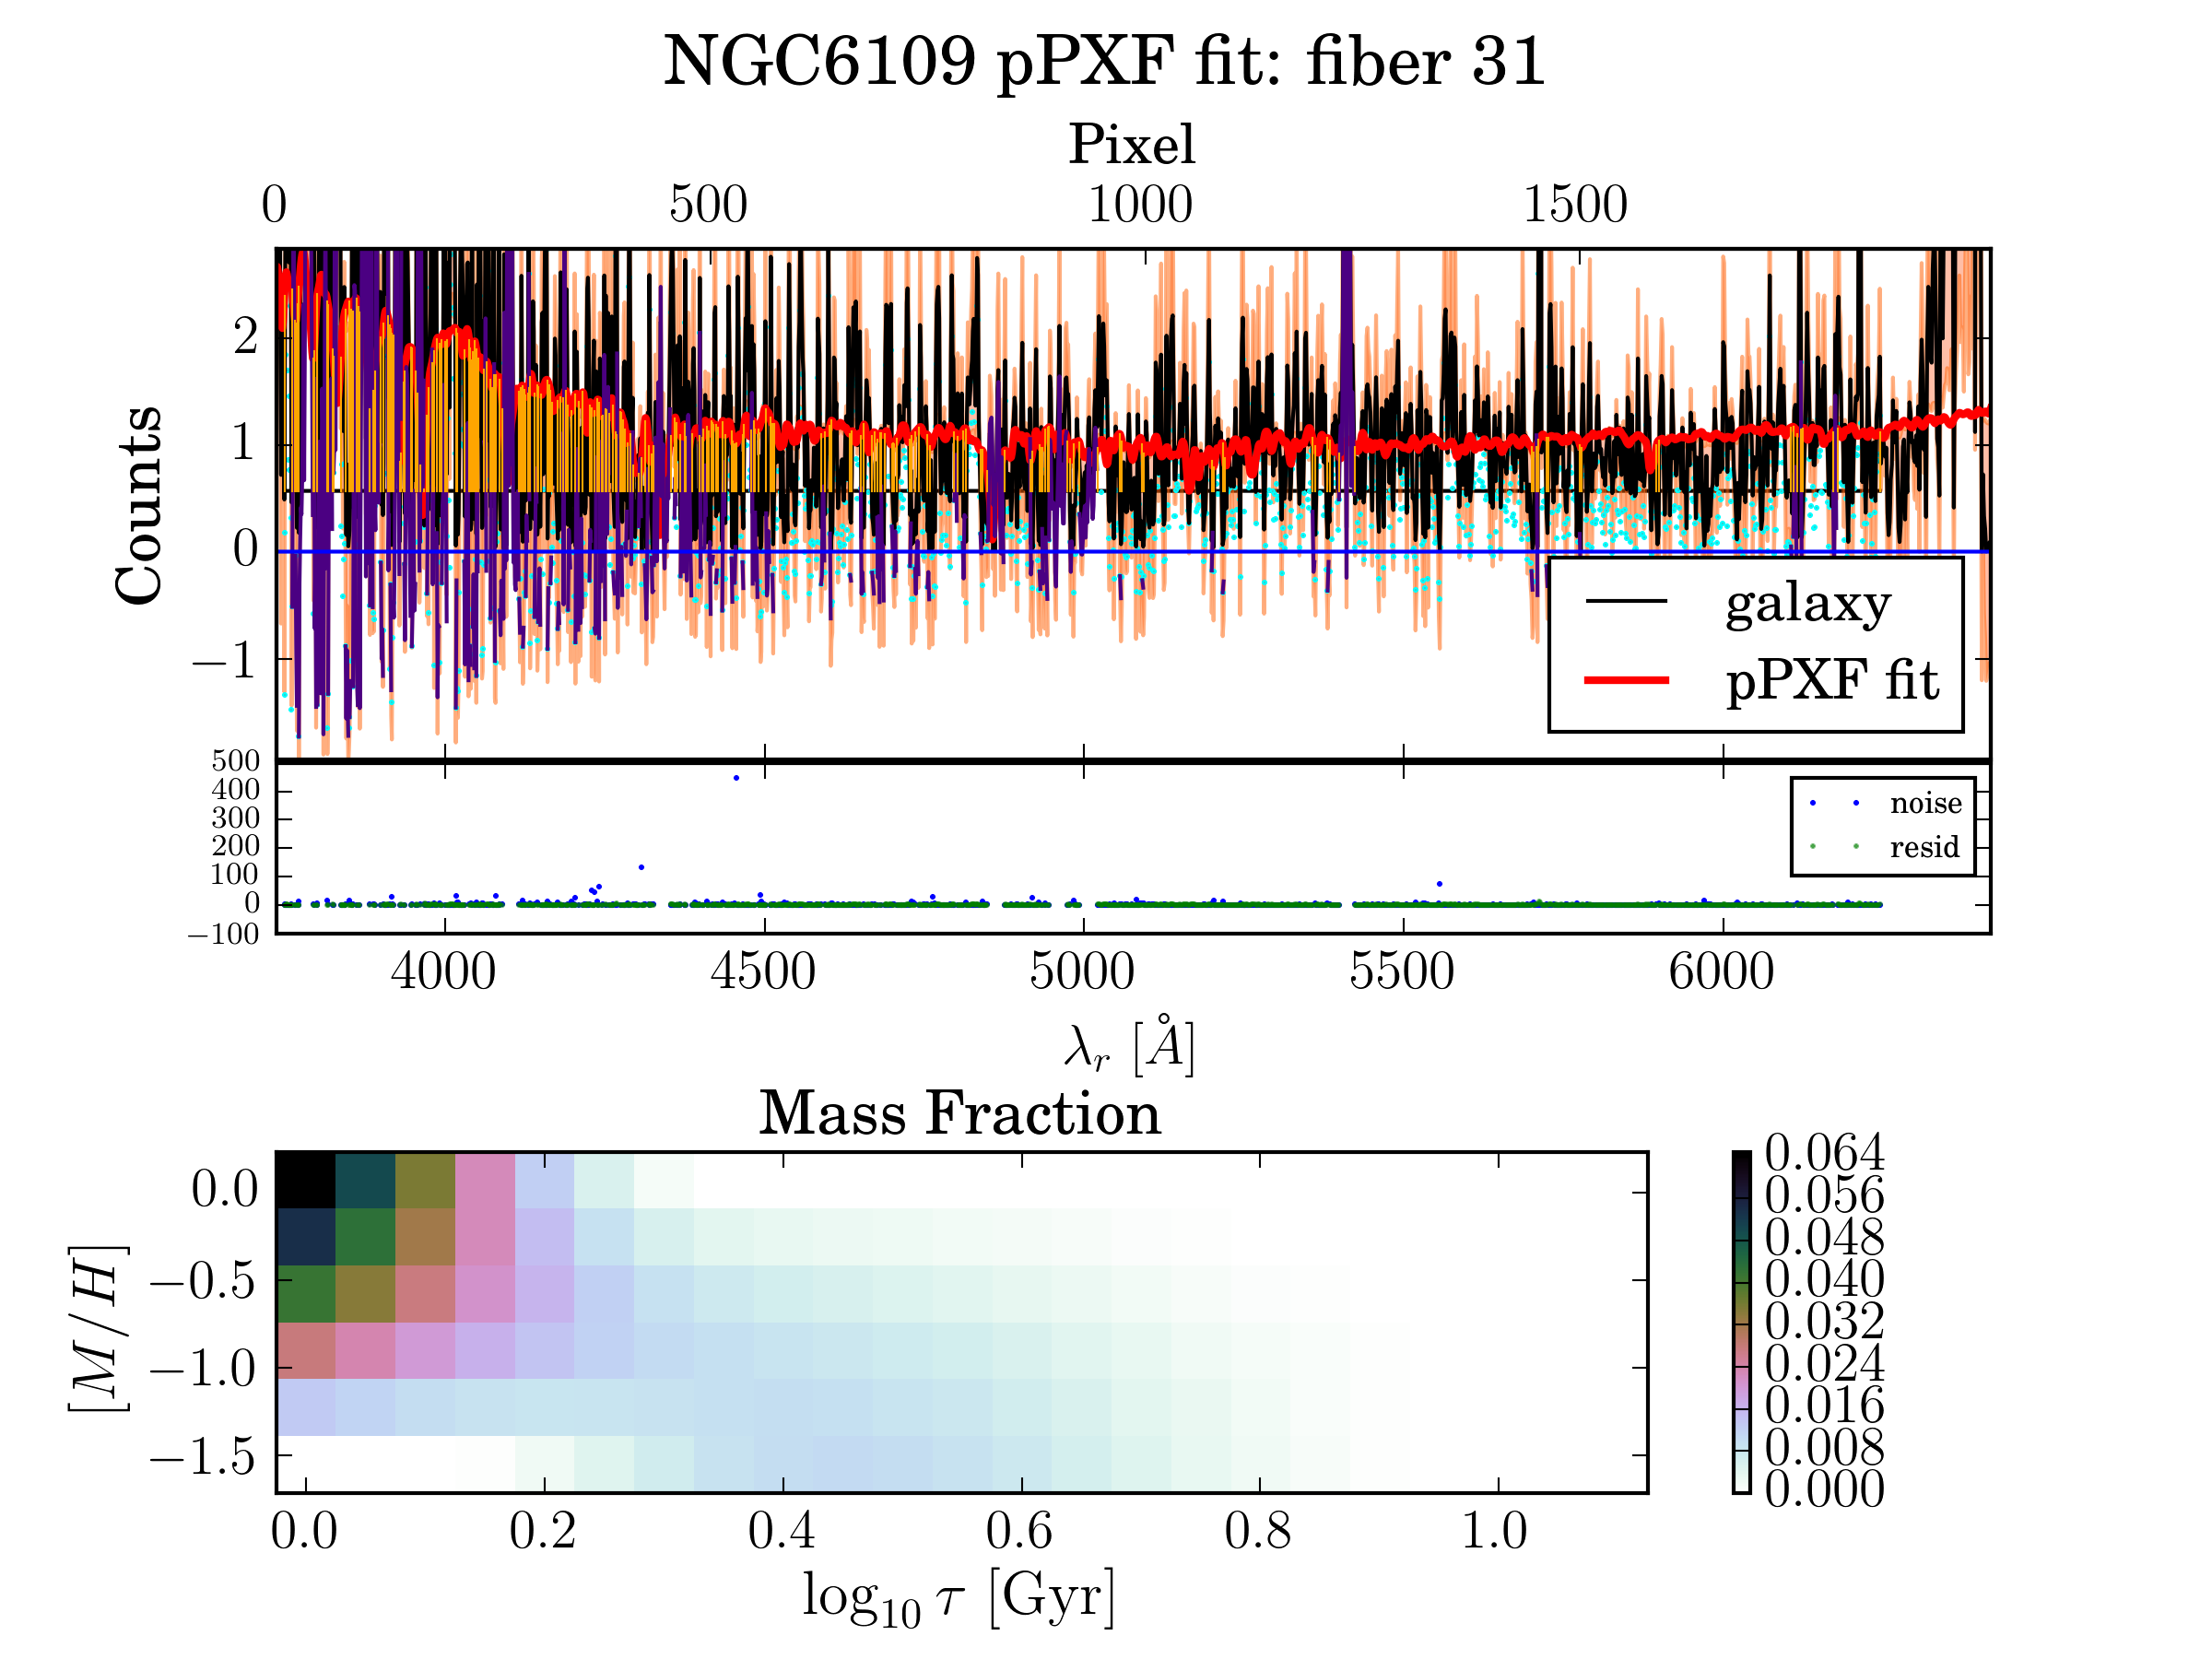 NGC6109 pPXF fit: fiber 31
Pixel
0 500 1000 1500
Counts
2
1
0
−1
galaxy
pPXF fit
500
400
300
200
100
0
−100
noise
resid
4000 4500 5000 5500 6000
λr [Å]
Mass Fraction
[M/H]
0.0
−0.5
−1.0
−1.5
0.0 0.2 0.4 0.6 0.8 1.0
log10 τ [Gyr]
0.064
0.056
0.048
0.040
0.032
0.024
0.016
0.008
0.000